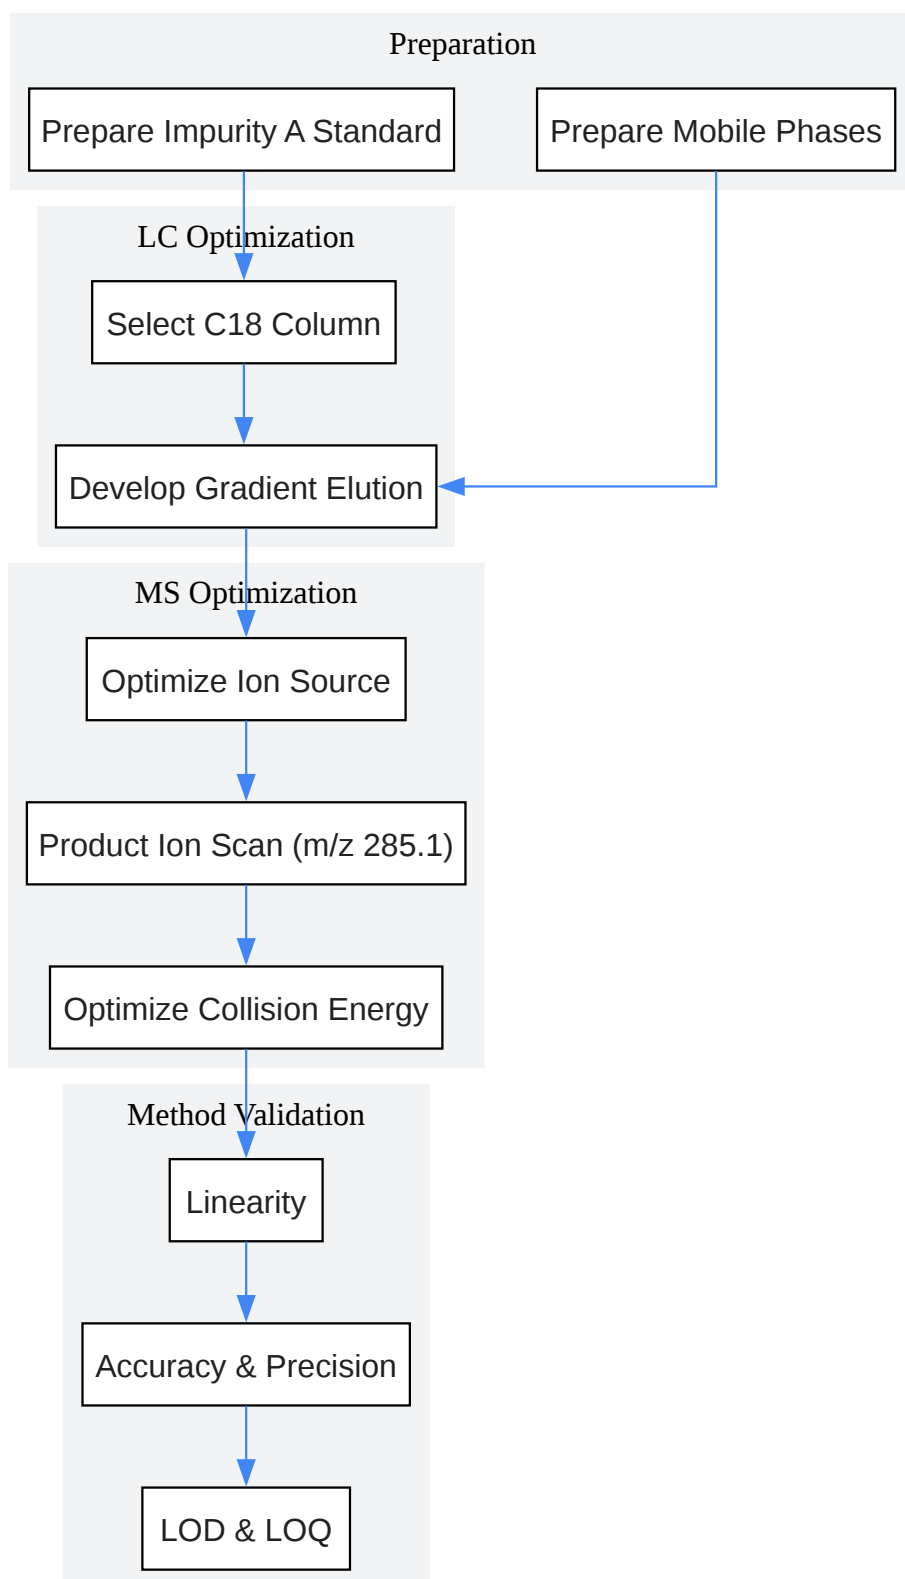 Preparation
Prepare Impurity A Standard
Prepare Mobile Phases
LC Optimization
Select C18 Column
Develop Gradient Elution
MS Optimization
Optimize Ion Source
Product Ion Scan (m/z 285.1)
Optimize Collision Energy
Method Validation
Linearity
Accuracy & Precision
LOD & LOQ